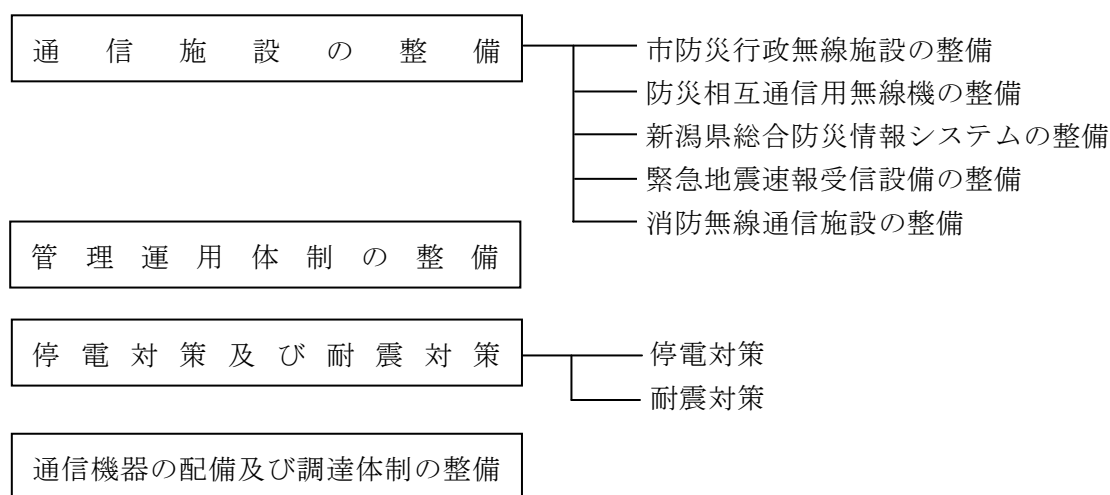 通信施設の整備
市防災行政無線施設の整備
防災相互通信用無線機の整備
新潟県総合防災情報システムの整備
緊急地震速報受信設備の整備
消防無線通信施設の整備
管理運用体制の整備
停電対策及び耐震対策
停電対策
耐震対策
通信機器の配備及び調達体制の整備